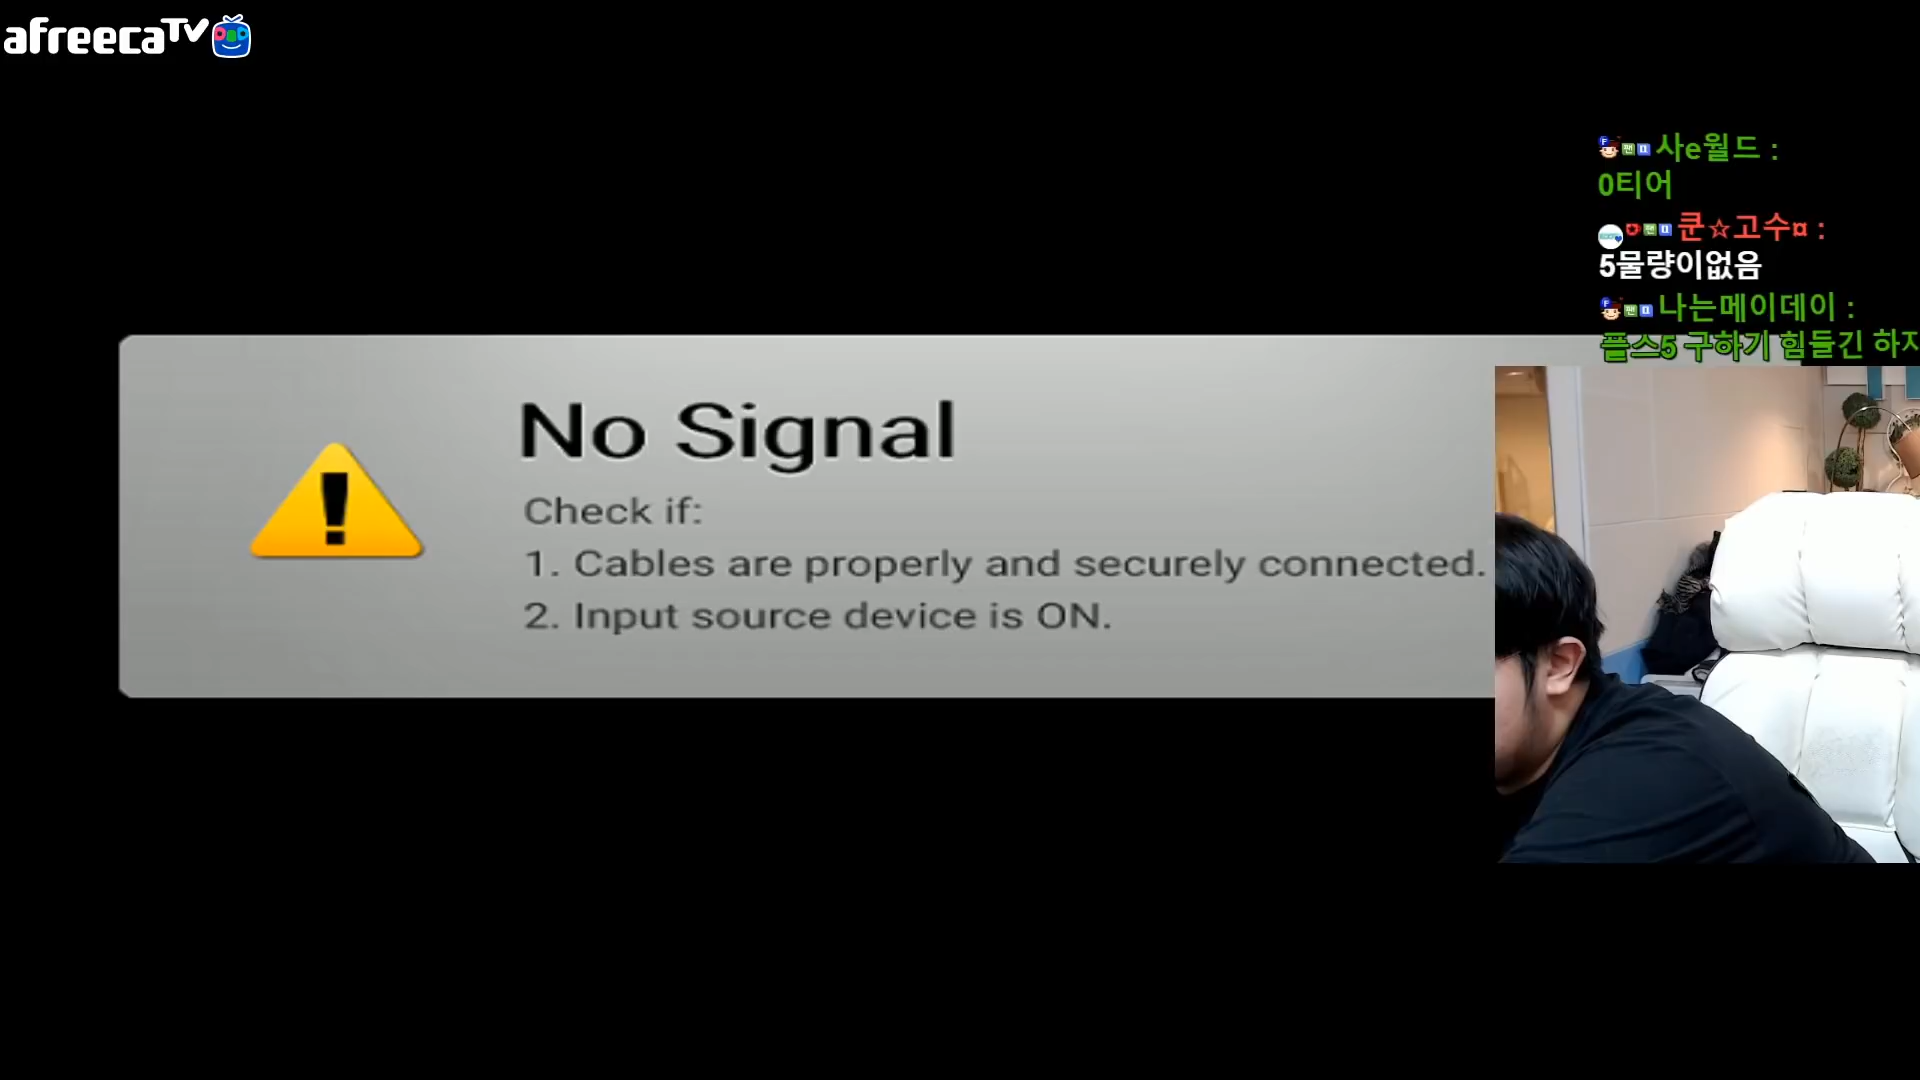 afreecaTV
사e월드 :
0티어
쿤☆고수¤ :
5물량이없음
나는메이데이 :
플스5 구하기 힘들긴 하지
No Signal
Check if:
1. Cables are properly and securely connected.
2. Input source device is ON.